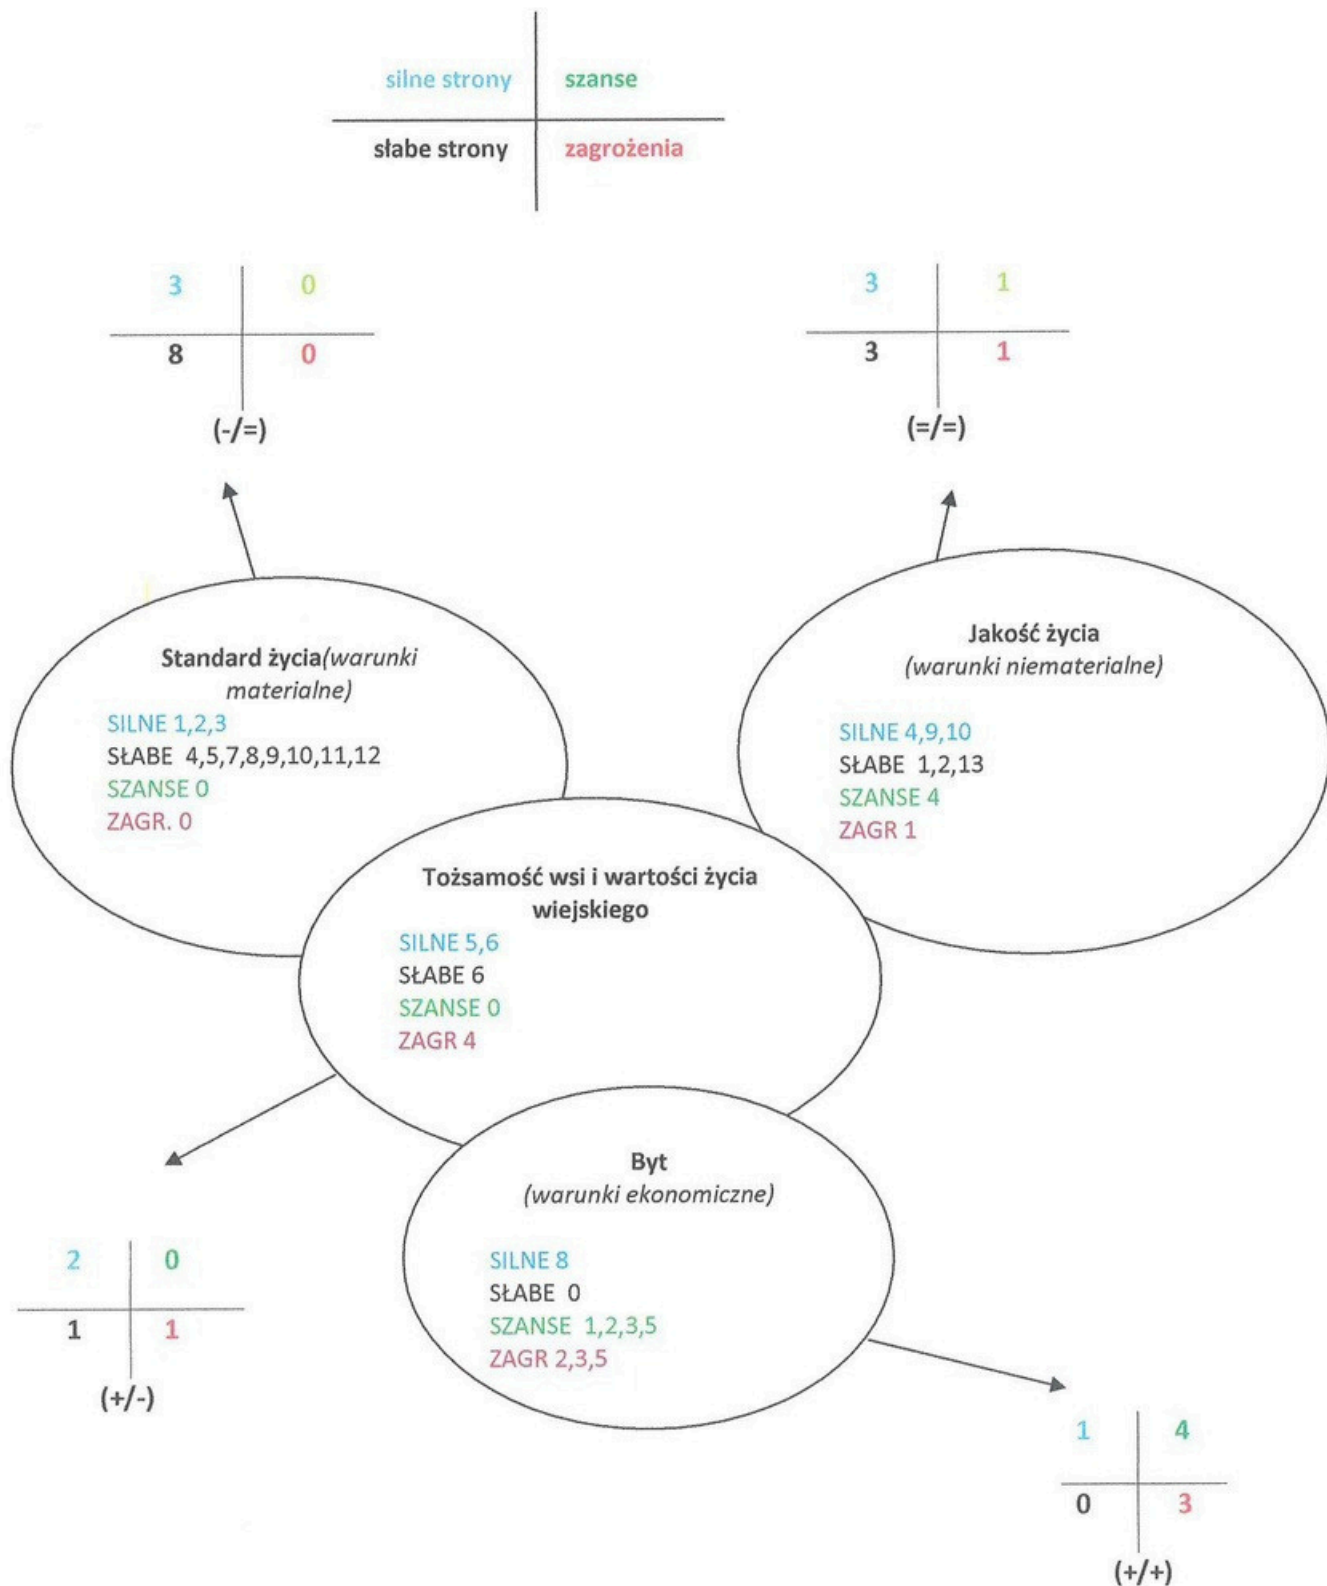 silne strony szanse
słabe strony zagrożenia
3 0
8 0
(-/=)
3 1
3 1
(=/=)
Standard życia(warunki
materialne)
SILNE 1,2,3
SŁABE 4,5,7,8,9,10,11,12
SZANSE 0
ZAGR. 0
Jakość życia
(warunki niematerialne)
SILNE 4,9,10
SŁABE 1,2,13
SZANSE 4
ZAGR 1
Tożsamość wsi i wartości życia
wiejskiego
SILNE 5,6
SŁABE 6
SZANSE 0
ZAGR 4
Byt
(warunki ekonomiczne)
SILNE 8
SŁABE 0
SZANSE 1,2,3,5
ZAGR 2,3,5
2 0
1 1
(+/-)
1 4
0 3
(+/+)